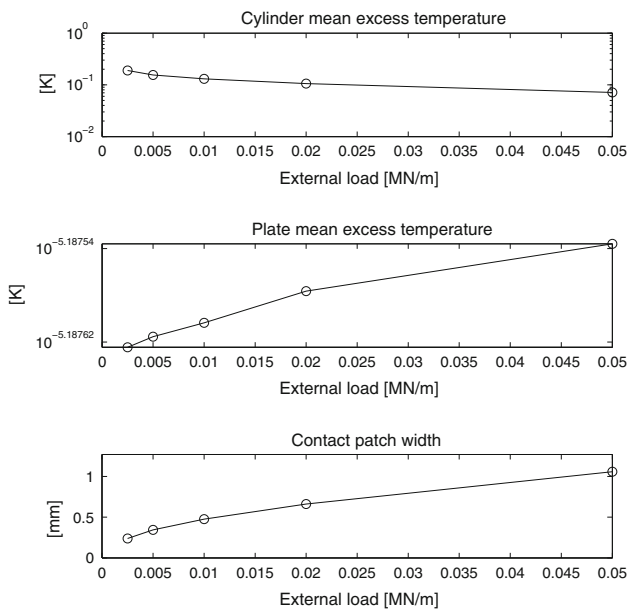 Cylinder mean excess temperature
10^0
10^-1
10^-2
[K]
0 0.005 0.01 0.015 0.02 0.025 0.03 0.035 0.04 0.045 0.05
External load [MN/m]
Plate mean excess temperature
10^-5.18754
10^-5.18762
[K]
0 0.005 0.01 0.015 0.02 0.025 0.03 0.035 0.04 0.045 0.05
External load [MN/m]
Contact patch width
1
0.5
0
[mm]
0 0.005 0.01 0.015 0.02 0.025 0.03 0.035 0.04 0.045 0.05
External load [MN/m]